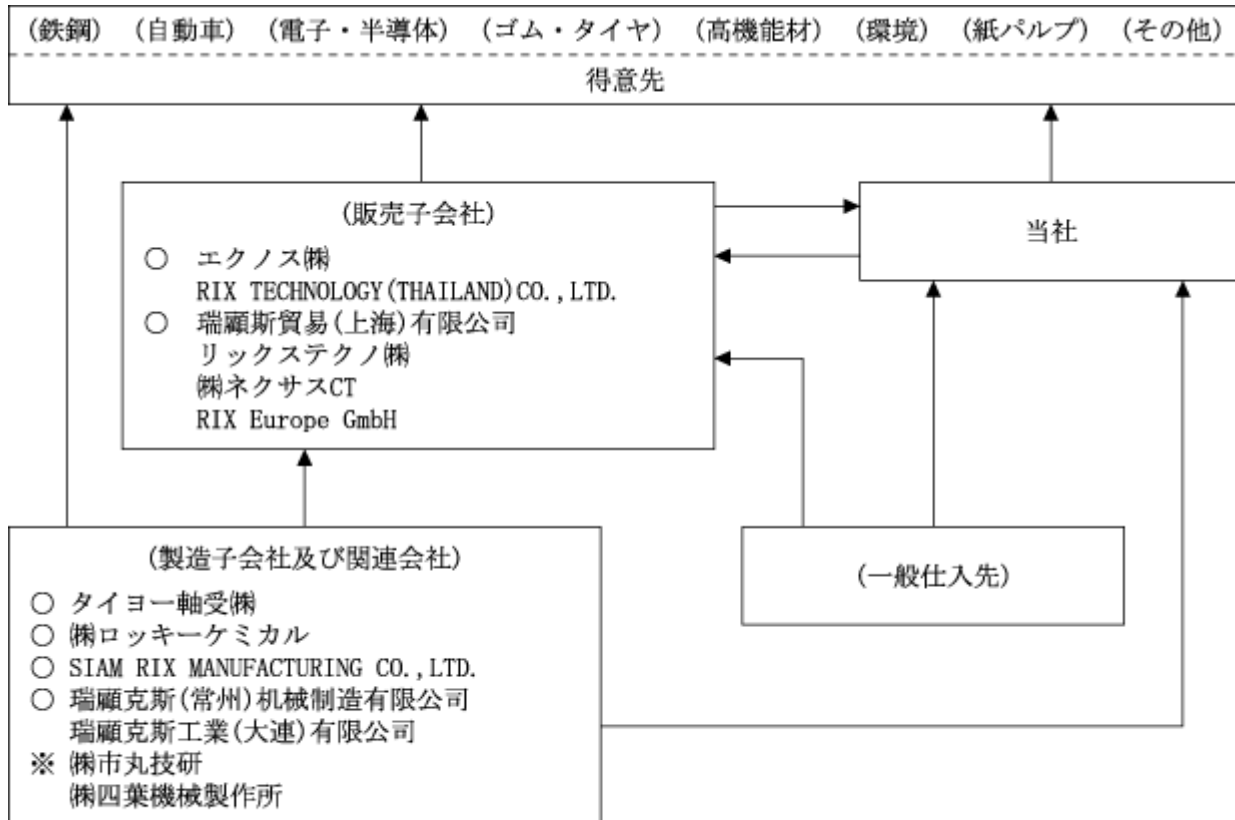 (鉄鋼) (自動車) (電子・半導体) (ゴム・タイヤ) (高機能材) (環境) (紙パルプ) (その他)
得意先
(販売子会社)
○ エクノス㈱
RIX TECHNOLOGY(THAILAND)CO.,LTD.
○ 瑞顧斯貿易(上海)有限公司
リックステクノ㈱
㈱ネクサスCT
RIX Europe GmbH
当社
(製造子会社及び関連会社)
○ タイヨー軸受㈱
○ ㈱ロッキーケミカル
○ SIAM RIX MANUFACTURING CO.,LTD.
○ 瑞顧克斯(常州)机械制造有限公司
瑞顧克斯工業(大連)有限公司
※ ㈱市丸技研
㈱四葉機械製作所
(一般仕入先)